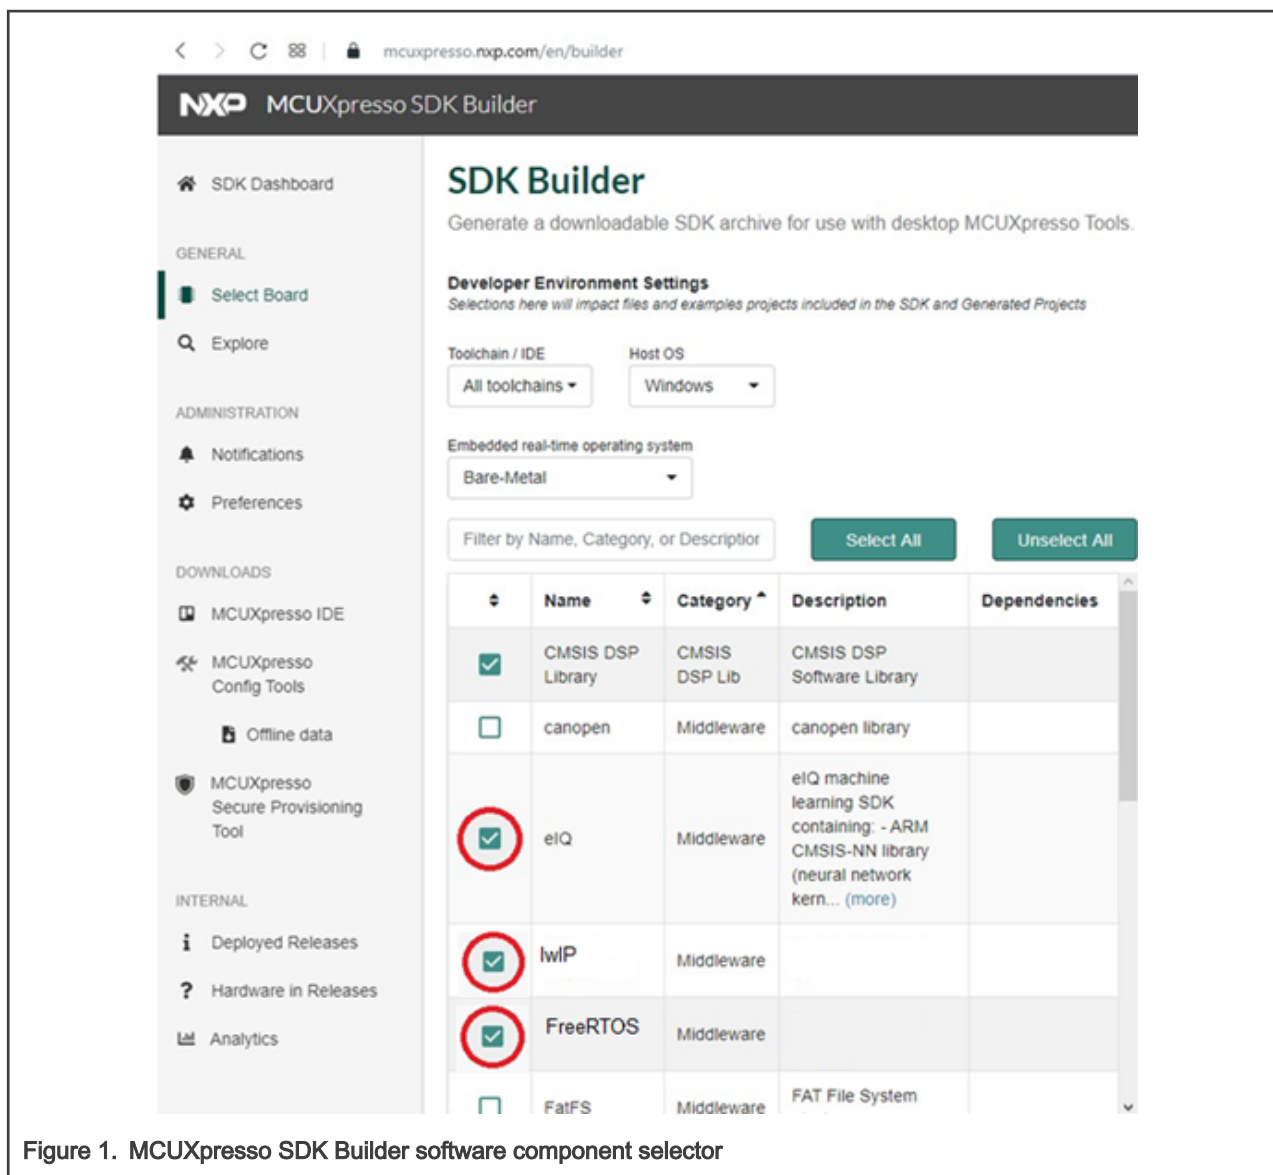 mcuxpresso.nxp.com/en/builder
NXP MCUXpresso SDK Builder
SDK Dashboard
GENERAL
Select Board
Explore
ADMINISTRATION
Notifications
Preferences
DOWNLOADS
MCUXpresso IDE
MCUXpresso
Config Tools
Offline data
MCUXpresso
Secure Provisioning
Tool
INTERNAL
Deployed Releases
Hardware in Releases
Analytics
SDK Builder
Generate a downloadable SDK archive for use with desktop MCUXpresso Tools.
Developer Environment Settings
Selections here will impact files and examples projects included in the SDK and Generated Projects
Toolchain / IDE Host OS
All toolchains Windows
Embedded real-time operating system
Bare-Metal
Filter by Name, Category, or Description Select All Unselect All
Name Category Description Dependencies
CMSIS DSP CMSIS CMSIS DSP
Library DSP Lib Software Library
canopen Middleware canopen library
eIQ machine
learning SDK
containing: - ARM
eIQ Middleware CMSIS-NN library
(neural network
kern... (more)
lwIP Middleware
FreeRTOS Middleware
FatFS Middleware FAT File System
Figure 1. MCUXpresso SDK Builder software component selector